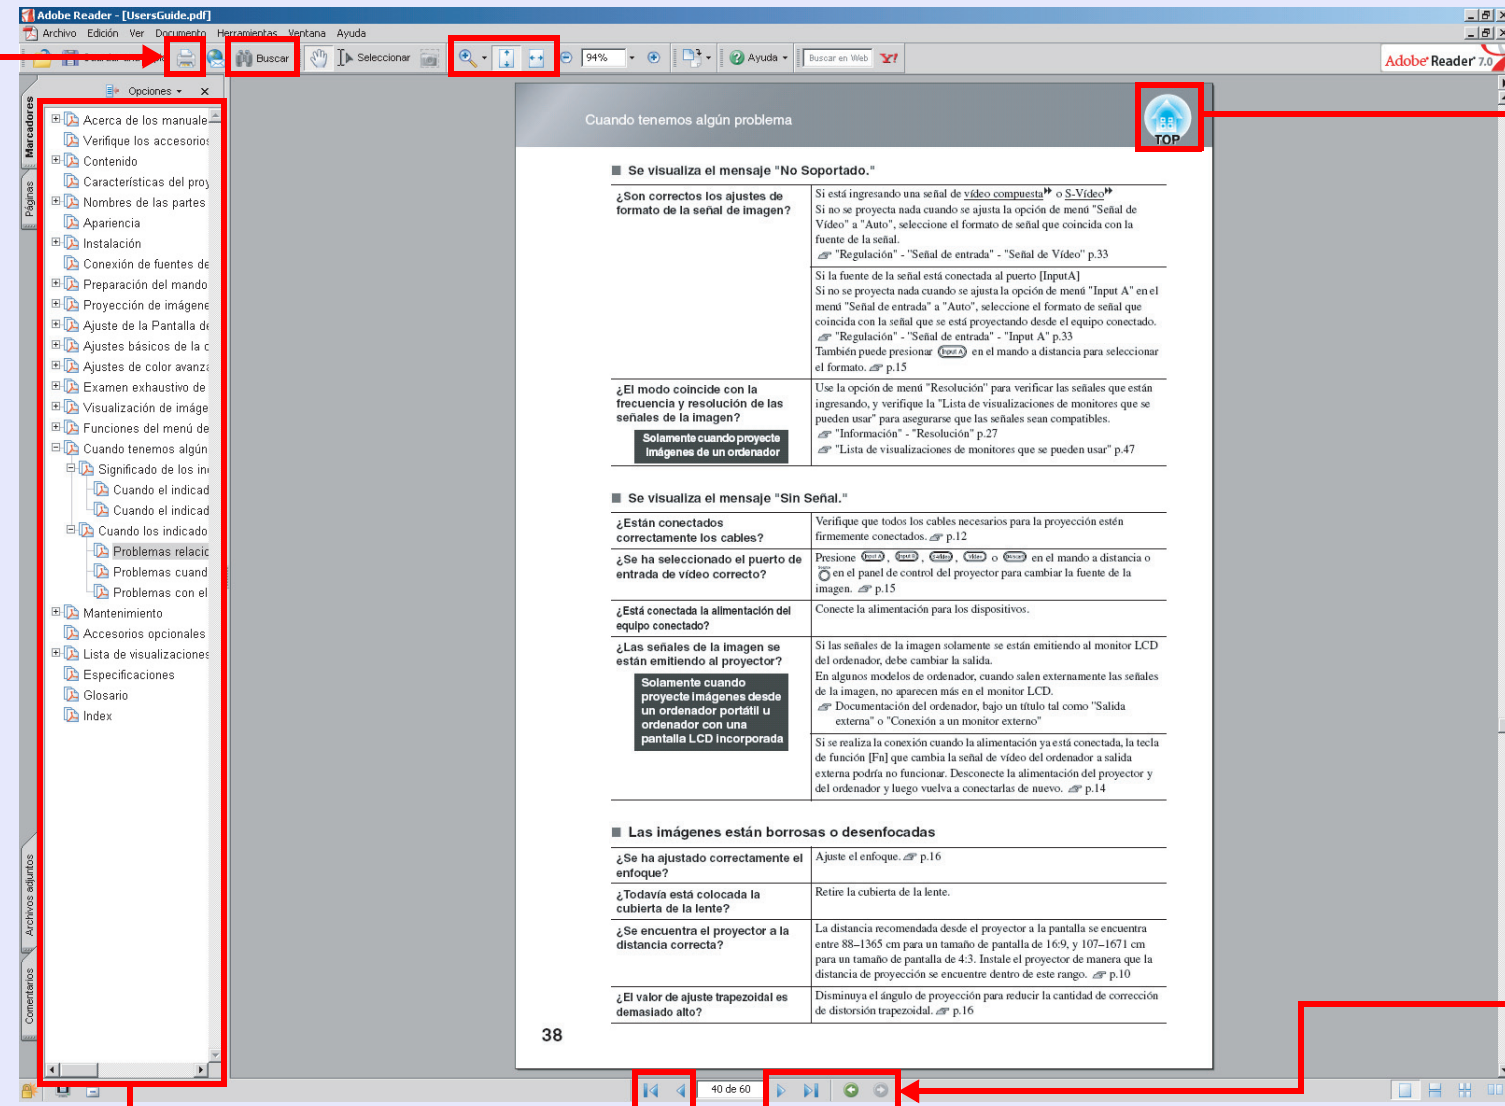 Adobe Reader - [UsersGuide.pdf]
Archivo Edición Ver Documento Herramientas Ventana Ayuda
Buscar
Seleccionar
94%
Ayuda
Buscar en Web
Y!
Adobe Reader 7.0
Opciones
Marcadores
Páginas
Archivos adjuntos
Comentarios
Acerca de los manuale
Verifique los accesorios
Contenido
Características del proy
Nombres de las partes
Apariencia
Instalación
Conexión de fuentes de
Preparación del mando
Proyección de imágene
Ajuste de la Pantalla de
Ajustes básicos de la c
Ajustes de color avanza
Examen exhaustivo de
Visualización de imáge
Funciones del menú de
Cuando tenemos algún
Significado de los in
Cuando el indicad
Cuando el indicad
Cuando los indicado
Problemas relacio
Problemas cuand
Problemas con el
Mantenimiento
Accesorios opcionales
Lista de visualizaciones
Especificaciones
Glosario
Index
Cuando tenemos algún problema
TOP
Se visualiza el mensaje "No Soportado."
¿Son correctos los ajustes de
formato de la señal de imagen?
Si está ingresando una señal de vídeo compuesta o S-Vídeo
Si no se proyecta nada cuando se ajusta la opción de menú "Señal de
Vídeo" a "Auto", seleccione el formato de señal que coincida con la
fuente de la señal.
"Regulación" - "Señal de entrada" - "Señal de Vídeo" p.33
Si la fuente de la señal está conectada al puerto [InputA]
Si no se proyecta nada cuando se ajusta la opción de menú "Input A" en el
menú "Señal de entrada" a "Auto", seleccione el formato de señal que
coincida con la señal que se está proyectando desde el equipo conectado.
"Regulación" - "Señal de entrada" - "Input A" p.33
También puede presionar (Input A) en el mando a distancia para seleccionar
el formato. p.15
¿El modo coincide con la
frecuencia y resolución de las
señales de la imagen?
Solamente cuando proyecte
imágenes de un ordenador
Use la opción de menú "Resolución" para verificar las señales que están
ingresando, y verifique la "Lista de visualizaciones de monitores que se
pueden usar" para asegurarse que las señales sean compatibles.
"Información" - "Resolución" p.27
"Lista de visualizaciones de monitores que se pueden usar" p.47
Se visualiza el mensaje "Sin Señal."
¿Están conectados
correctamente los cables?
Verifique que todos los cables necesarios para la proyección estén
firmemente conectados. p.12
¿Se ha seleccionado el puerto de
entrada de vídeo correcto?
Presione (Input A), (Input B), (S-Video), (Video) o en el mando a distancia o
en el panel de control del proyector para cambiar la fuente de la
imagen. p.15
¿Está conectada la alimentación del
equipo conectado?
Conecte la alimentación para los dispositivos.
¿Las señales de la imagen se
están emitiendo al proyector?
Solamente cuando
proyecte imágenes desde
un ordenador portátil u
ordenador con una
pantalla LCD incorporada
Si las señales de la imagen solamente se están emitiendo al monitor LCD
del ordenador, debe cambiar la salida.
En algunos modelos de ordenador, cuando salen externamente las señales
de la imagen, no aparecen más en el monitor LCD.
Documentación del ordenador, bajo un título tal como "Salida
externa" o "Conexión a un monitor externo"
Si se realiza la conexión cuando la alimentación ya está conectada, la tecla
de función [Fn] que cambia la señal de vídeo del ordenador a salida
externa podría no funcionar. Desconecte la alimentación del proyector y
del ordenador y luego vuelva a conectarlas de nuevo. p.14
Las imágenes están borrosas o desenfocadas
¿Se ha ajustado correctamente el
enfoque?
Ajuste el enfoque. p.16
¿Todavía está colocada la
cubierta de la lente?
Retire la cubierta de la lente.
¿Se encuentra el proyector a la
distancia correcta?
La distancia recomendada desde el proyector a la pantalla se encuentra
entre 88–1365 cm para un tamaño de pantalla de 16:9, y 107–1671 cm
para un tamaño de pantalla de 4:3. Instale el proyector de manera que la
distancia de proyección se encuentre dentro de este rango. p.10
¿El valor de ajuste trapezoidal es
demasiado alto?
Disminuya el ángulo de proyección para reducir la cantidad de corrección
de distorsión trapezoidal. p.16
38
40 de 60